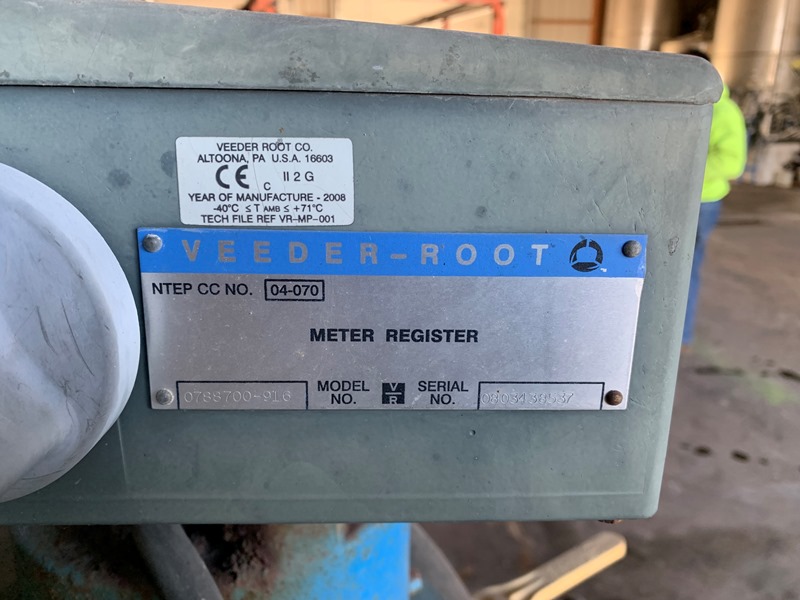 VEEDER ROOT CO.
ALTOONA, PA U.S.A. 16603
CE C II 2 G
YEAR OF MANUFACTURE - 2008
-40°C ≤ T AMB ≤ +71°C
TECH FILE REF VR-MP-001
VEEDER-ROOT
NTEP CC NO. 04-070
METER REGISTER
0788700-916 MODEL NO. V/R SERIAL NO.